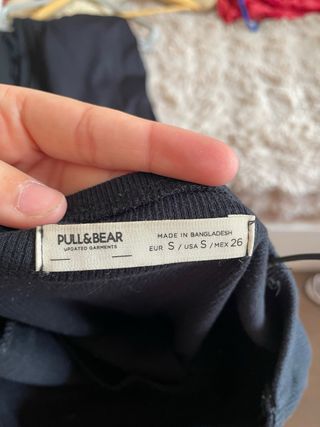 PULL&BEAR
UPDATED GARMENTS
MADE IN BANGLADESH
EUR S / USA S / MEX 26